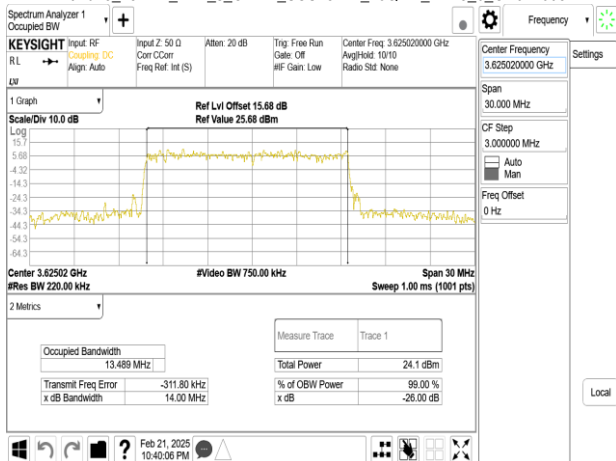 Spectrum Analyzer 1
Occupied BW
+
Frequency
KEYSIGHT
RL
Input: RF
Coupling: DC
Align: Auto
Input Z: 50 Ω
Corr CCorr
Freq Ref: Int (S)
Atten: 20 dB
Trig: Free Run
Gate: Off
#IF Gain: Low
Center Freq: 3.625020000 GHz
Avg|Hold: 10/10
Radio Std: None
LXI
Center Frequency
3.625020000 GHz
Settings
Span
30.000 MHz
CF Step
3.000000 MHz
Auto
Man
Freq Offset
0 Hz
Local
1 Graph
Scale/Div 10.0 dB
Ref Lvl Offset 15.68 dB
Ref Value 25.68 dBm
Log
15.7
5.68
-4.32
-14.3
-24.3
-34.3
-44.3
-54.3
-64.3
Center 3.62502 GHz
#Res BW 220.00 kHz
#Video BW 750.00 kHz
Span 30 MHz
Sweep 1.00 ms (1001 pts)
2 Metrics
Measure Trace
Trace 1
Occupied Bandwidth
13.489 MHz
Total Power
24.1 dBm
Transmit Freq Error
-311.80 kHz
% of OBW Power
99.00 %
x dB Bandwidth
14.00 MHz
x dB
-26.00 dB
?
Feb 21, 2025
10:40:06 PM